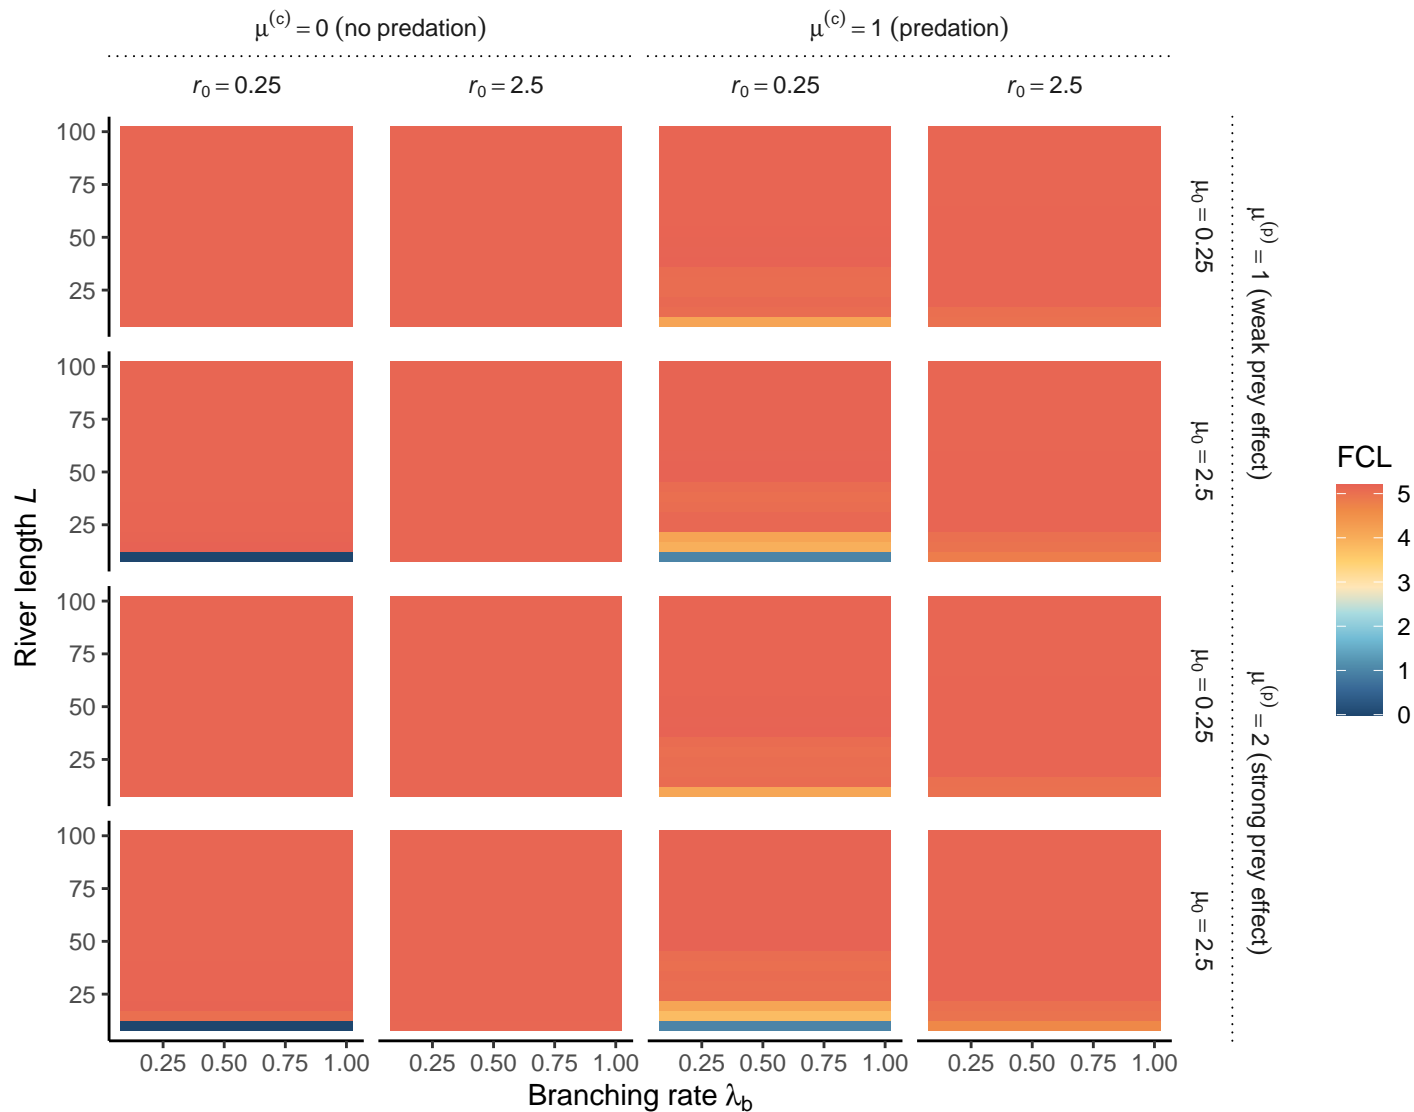 μ(c) = 0 (no predation)
μ(c) = 1 (predation)
r0 = 0.25
r0 = 2.5
r0 = 0.25
r0 = 2.5
100
75
50
25
μ0 = 0.25
100
75
50
25
μ0 = 2.5
μ(p) = 1 (weak prey effect)
100
75
50
25
μ0 = 0.25
100
75
50
25
μ0 = 2.5
μ(p) = 2 (strong prey effect)
River length L
0.25 0.50 0.75 1.00
0.25 0.50 0.75 1.00
0.25 0.50 0.75 1.00
0.25 0.50 0.75 1.00
Branching rate λb
FCL
5
4
3
2
1
0